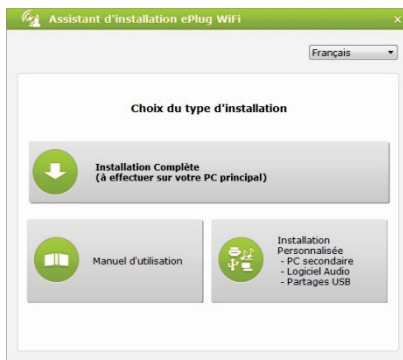 Assistant d'installation ePlug WiFi
Français
Choix du type d'installation
Installation Complète
(à effectuer sur votre PC principal)
Manuel d'utilisation
Installation
Personnalisée
- PC secondaire
- Logiciel Audio
- Partages USB